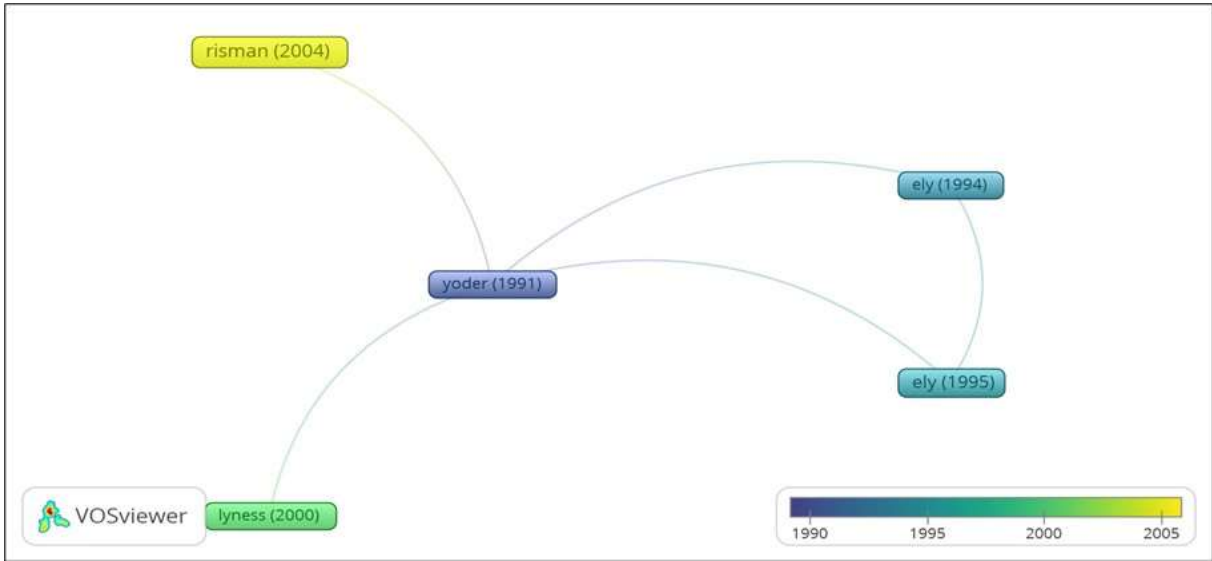 risman (2004)
ely (1994)
yoder (1991)
ely (1995)
VOSviewer
lyness (2000)
1990
1995
2000
2005